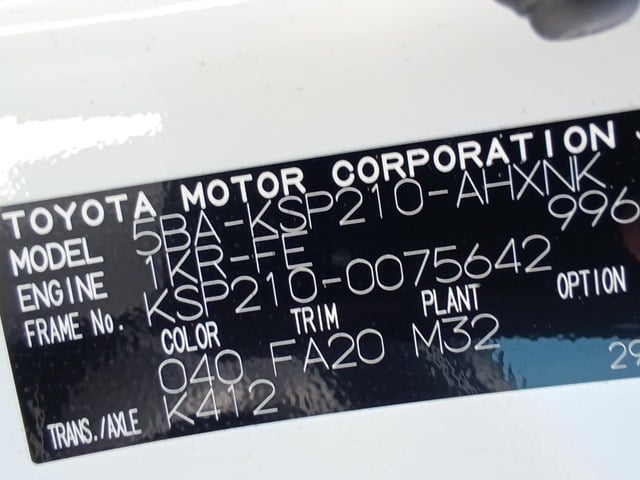 TOYOTA MOTOR CORPORATION
MODEL 5BA-KSP210-AHXNK
ENGINE 1KR-FE 996
FRAME No. KSP210-0075642
COLOR TRIM PLANT OPTION
040 FA20 M32 29
TRANS./AXLE K412